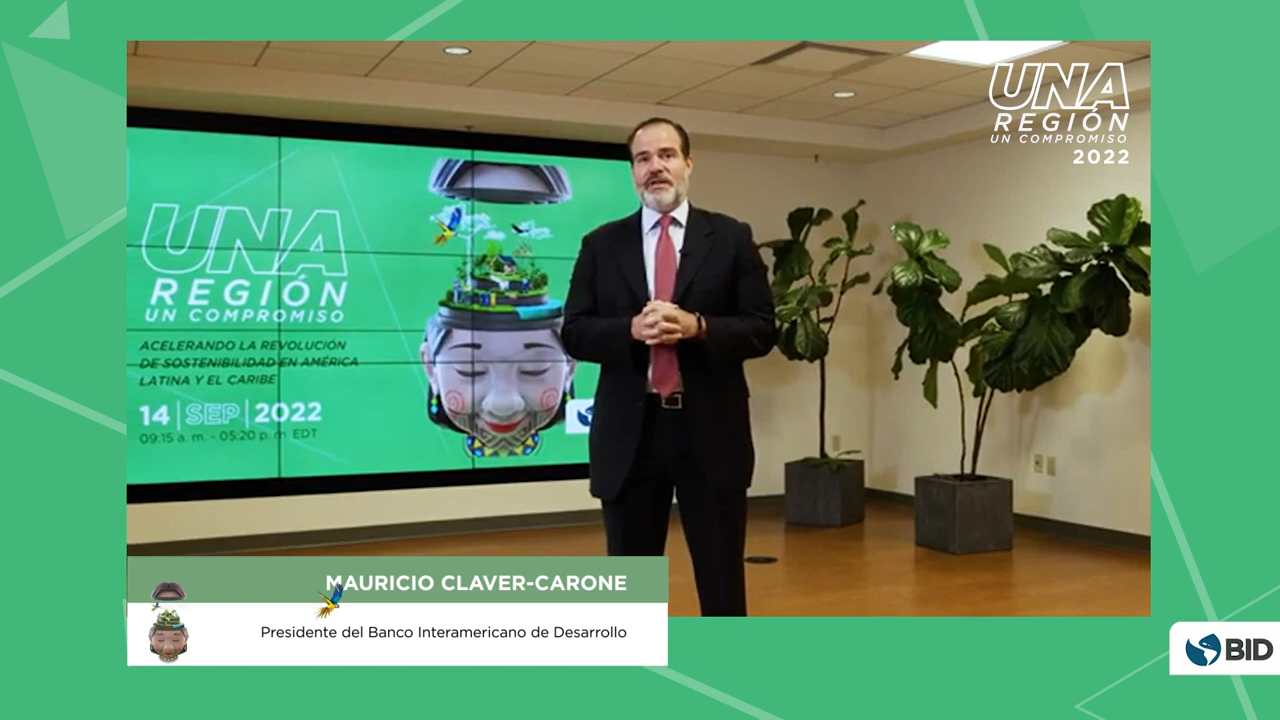 UNA
REGIÓN
UN COMPROMISO
2022
UNA
REGIÓN
UN COMPROMISO
ACELERANDO LA REVOLUCIÓN
DE SOSTENIBILIDAD EN AMÉRICA
LATINA Y EL CARIBE
14 | SEP | 2022
09:15 a. m. - 05:20 p. m. EDT
MAURICIO CLAVER-CARONE
Presidente del Banco Interamericano de Desarrollo
BID